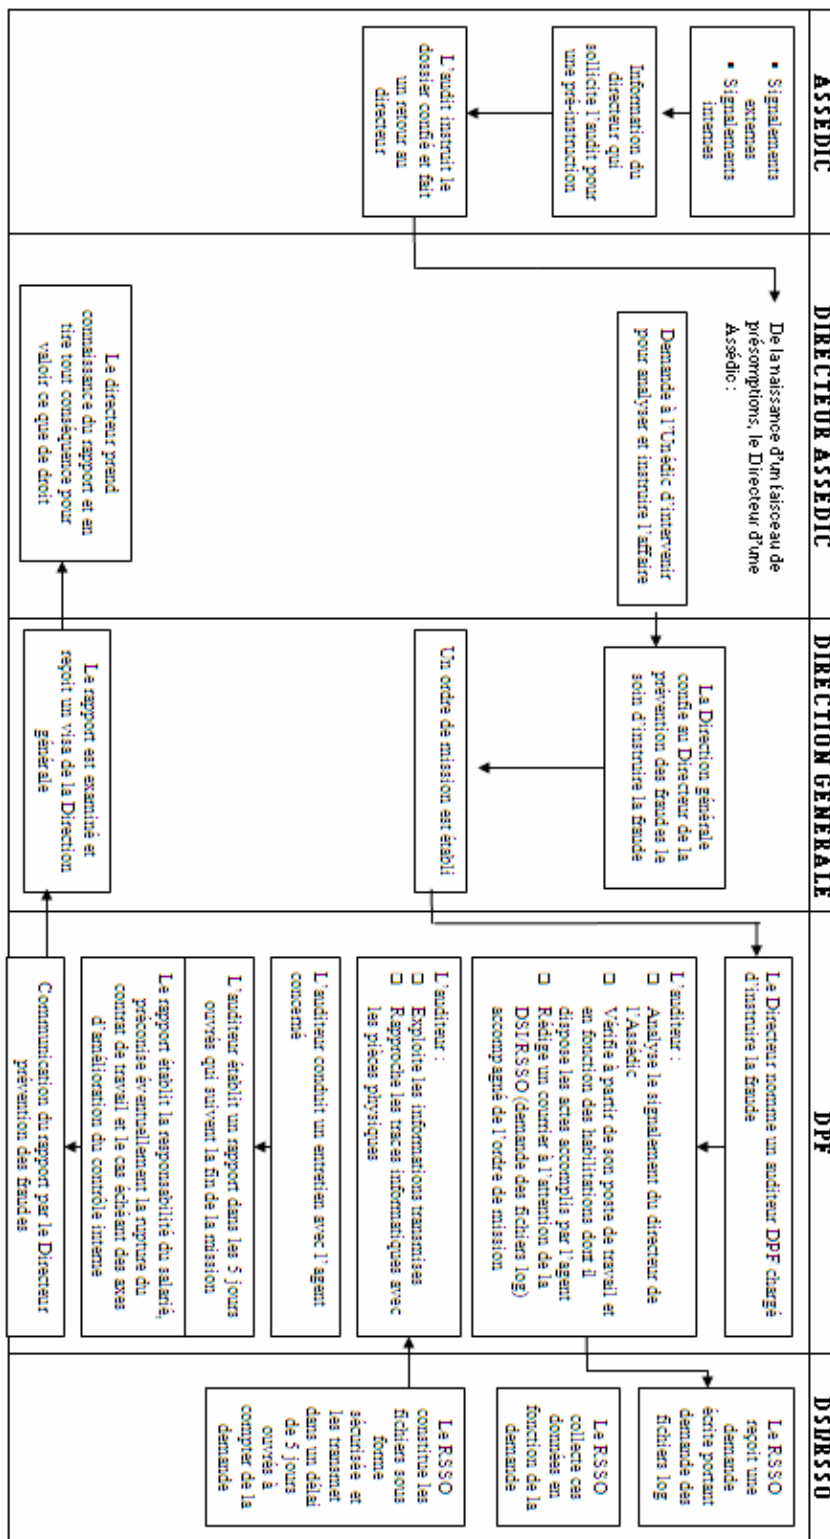 ASSEDIC
▪ Signalements
externes
▪ Signalements
internes
Information du
directeur qui
sollicite l'audit pour
une pré-instruction
L'audit instruit le
dossier confié et fait
un retour au
directeur
DIRECTEUR ASSEDIC
De la naissance d'un faisceau de
présomptions, le Directeur d'une
Assédic :
Demande à l'Unédic d'intervenir
pour analyser et instruire l'affaire
Le directeur prend
connaissance du rapport et en
tire tout conséquence pour
valoir ce que de droit
DIRECTION GENERALE
La Direction générale
confie au Directeur de la
prévention des fraudes le
soin d'instruire la fraude
Un ordre de mission est établi
Le rapport est examiné et
reçoit un visa de la Direction
générale
DPF
Le Directeur nomme un auditeur DPF chargé
d'instruire la fraude
L'auditeur :
□ Analyse le signalement du directeur de
l'Assédic
□ Vérifie à partir de son poste de travail et
en fonction des habilitations dont il
dispose les actes accomplis par l'agent
□ Rédige un courrier à l'attention de la
DSI/RSSO (demande des fichiers log)
accompagné de l'ordre de mission
L'auditeur :
□ Exploite les informations transmises
□ Rapproche les traces informatiques avec
les pièces physiques
L'auditeur conduit un entretien avec l'agent
concerné
L'auditeur établit un rapport dans les 5 jours
ouvrés qui suivent la fin de la mission
Le rapport établit la responsabilité du salarié,
préconise éventuellement la rupture du
contrat de travail et le cas échéant des axes
d'amélioration du contrôle interne
Communication du rapport par le Directeur
prévention des fraudes
DSI/RSSO
Le RSSO
reçoit une
demande
écrite portant
demande des
fichiers log
Le RSSO
collecte ces
données en
fonction de la
demande
Le RSSO
constitue les
fichiers sous
forme
sécurisée et
les transmet
dans un délai
de 5 jours
ouvrés à
compter de la
demande